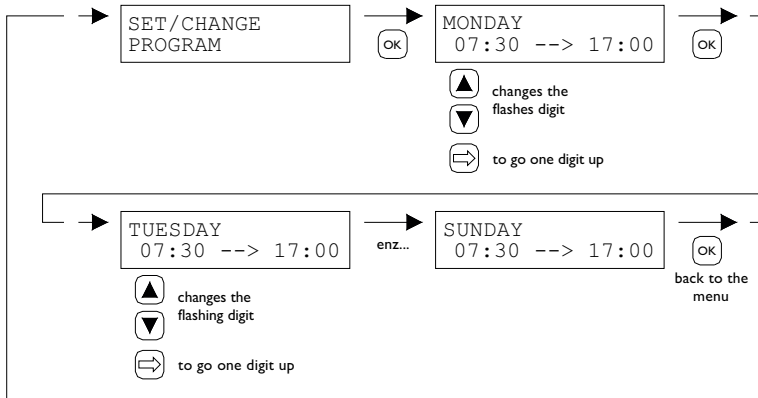 SET/CHANGE
PROGRAM
OK
MONDAY
07:30 --> 17:00
OK
changes the
flashes digit
to go one digit up
TUESDAY
07:30 --> 17:00
enz...
SUNDAY
07:30 --> 17:00
OK
back to the
menu
changes the
flashing digit
to go one digit up